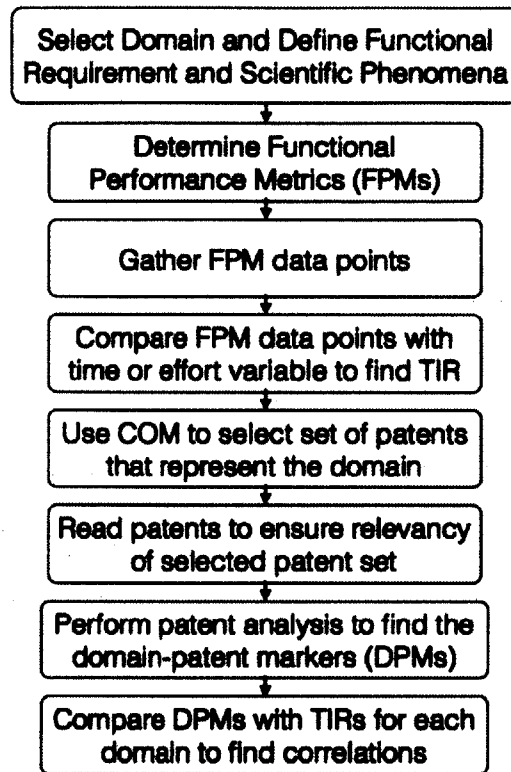 Select Domain and Define Functional
Requirement and Scientific Phenomena
Determine Functional
Performance Metrics (FPMs)
Gather FPM data points
Compare FPM data points with
time or effort variable to find TIR
Use COM to select set of patents
that represent the domain
Read patents to ensure relevancy
of selected patent set
Perform patent analysis to find the
domain-patent markers (DPMs)
Compare DPMs with TIRs for each
domain to find correlations